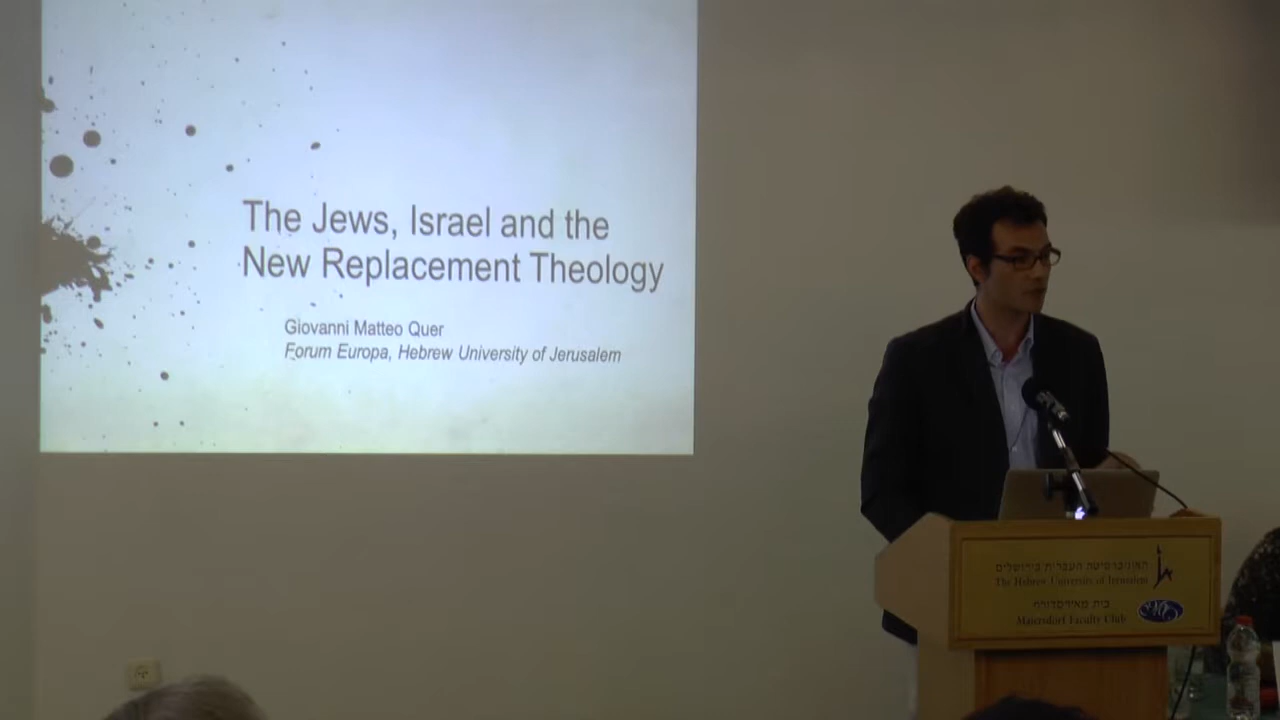 The Jews, Israel and the
New Replacement Theology
Giovanni Matteo Quer
Forum Europa, Hebrew University of Jerusalem
האוניברסיטה העברית בירושלים
The Hebrew University of Jerusalem
בית מאירסדורף
Maiersdorf Faculty Club